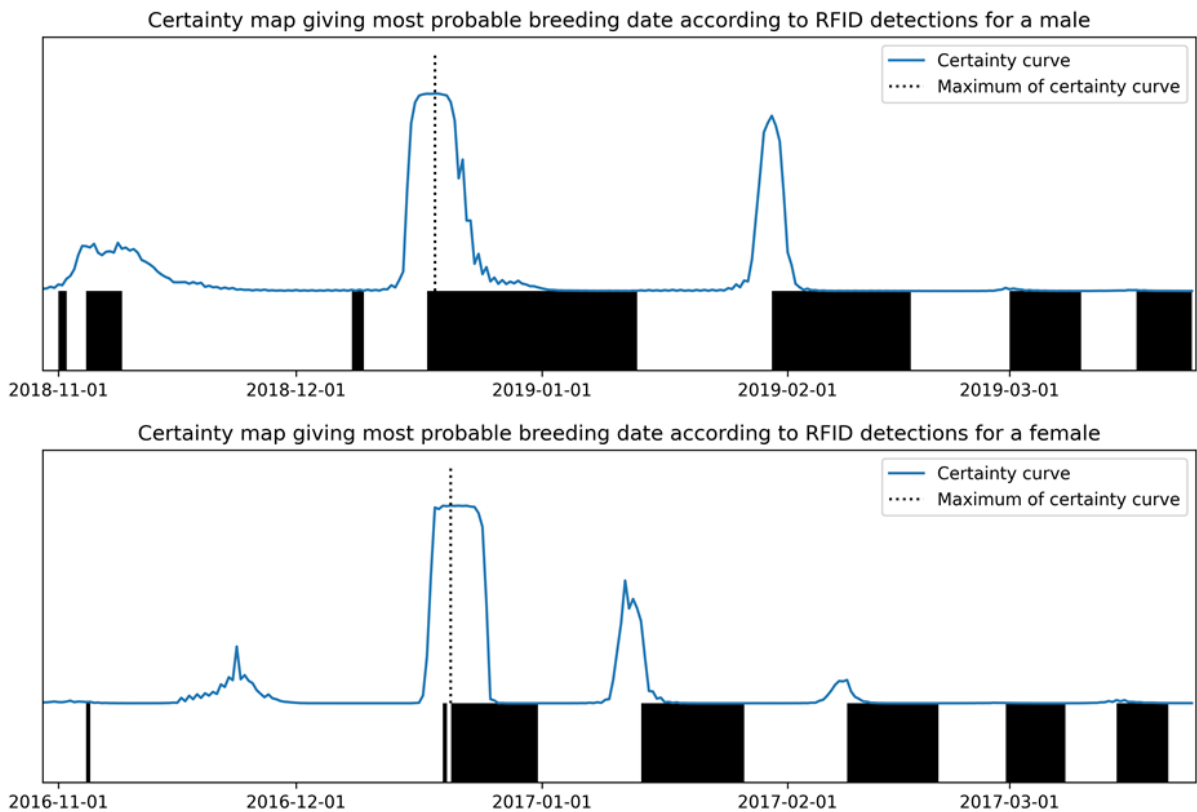 Certainty map giving most probable breeding date according to RFID detections for a male
Certainty curve
Maximum of certainty curve
2018-11-01 2018-12-01 2019-01-01 2019-02-01 2019-03-01
Certainty map giving most probable breeding date according to RFID detections for a female
Certainty curve
Maximum of certainty curve
2016-11-01 2016-12-01 2017-01-01 2017-02-01 2017-03-01